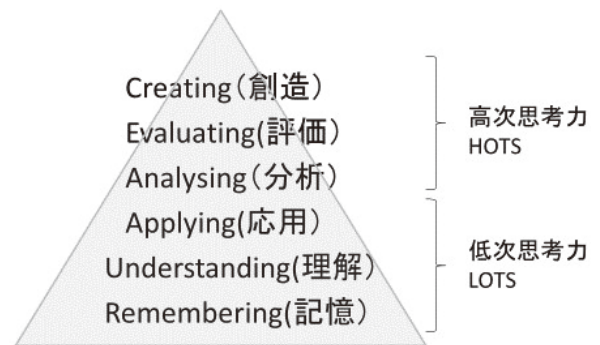 Creating（創造）
Evaluating(評価）
Analysing（分析）
Applying(応用）
Understanding(理解）
Remembering(記憶）
高次思考力
HOTS
低次思考力
LOTS